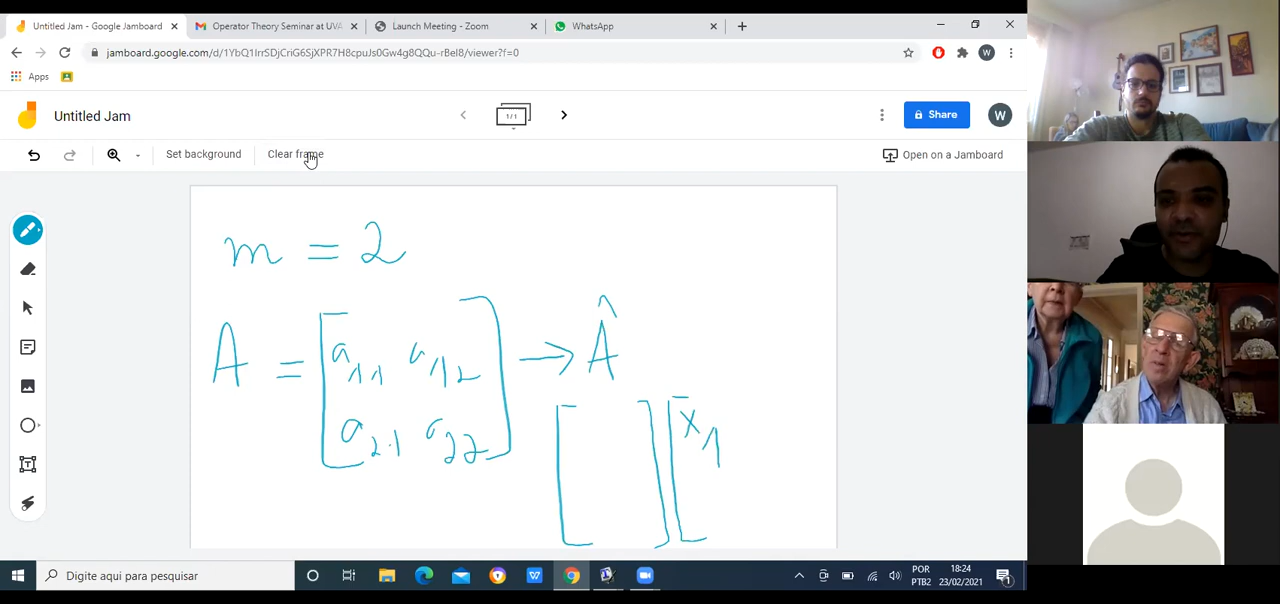 Untitled Jam - Google Jamboard
Operator Theory Seminar at UVA
Launch Meeting - Zoom
WhatsApp
jamboard.google.com/d/1YbQ1IrrSDjCriG6SjXPR7H8cpuJs0Gw4g8QQu-rBeI8/viewer?f=0
W
Apps
Untitled Jam
1/1
Share
W
Set background
Clear frame
Open on a Jamboard
m = 2
A = [a11 a12 → Â
a21 a22]
[ ] [x1
Digite aqui para pesquisar
POR
PTB2
18:24
23/02/2021
1